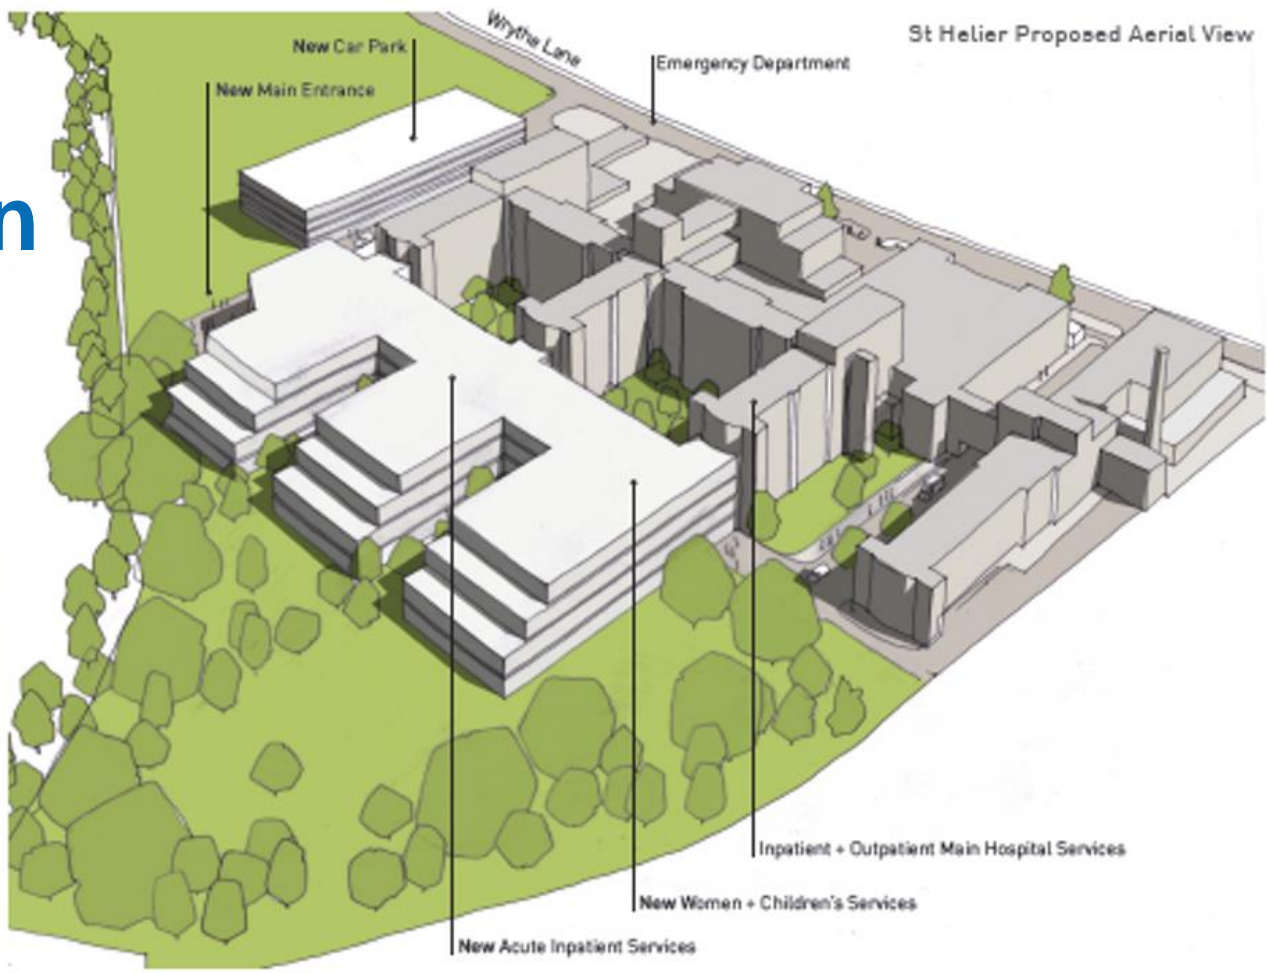 St Helier Proposed Aerial View
Wrythe Lane
New Car Park
Emergency Department
New Main Entrance
n
Inpatient + Outpatient Main Hospital Services
New Women + Children's Services
New Acute Inpatient Services